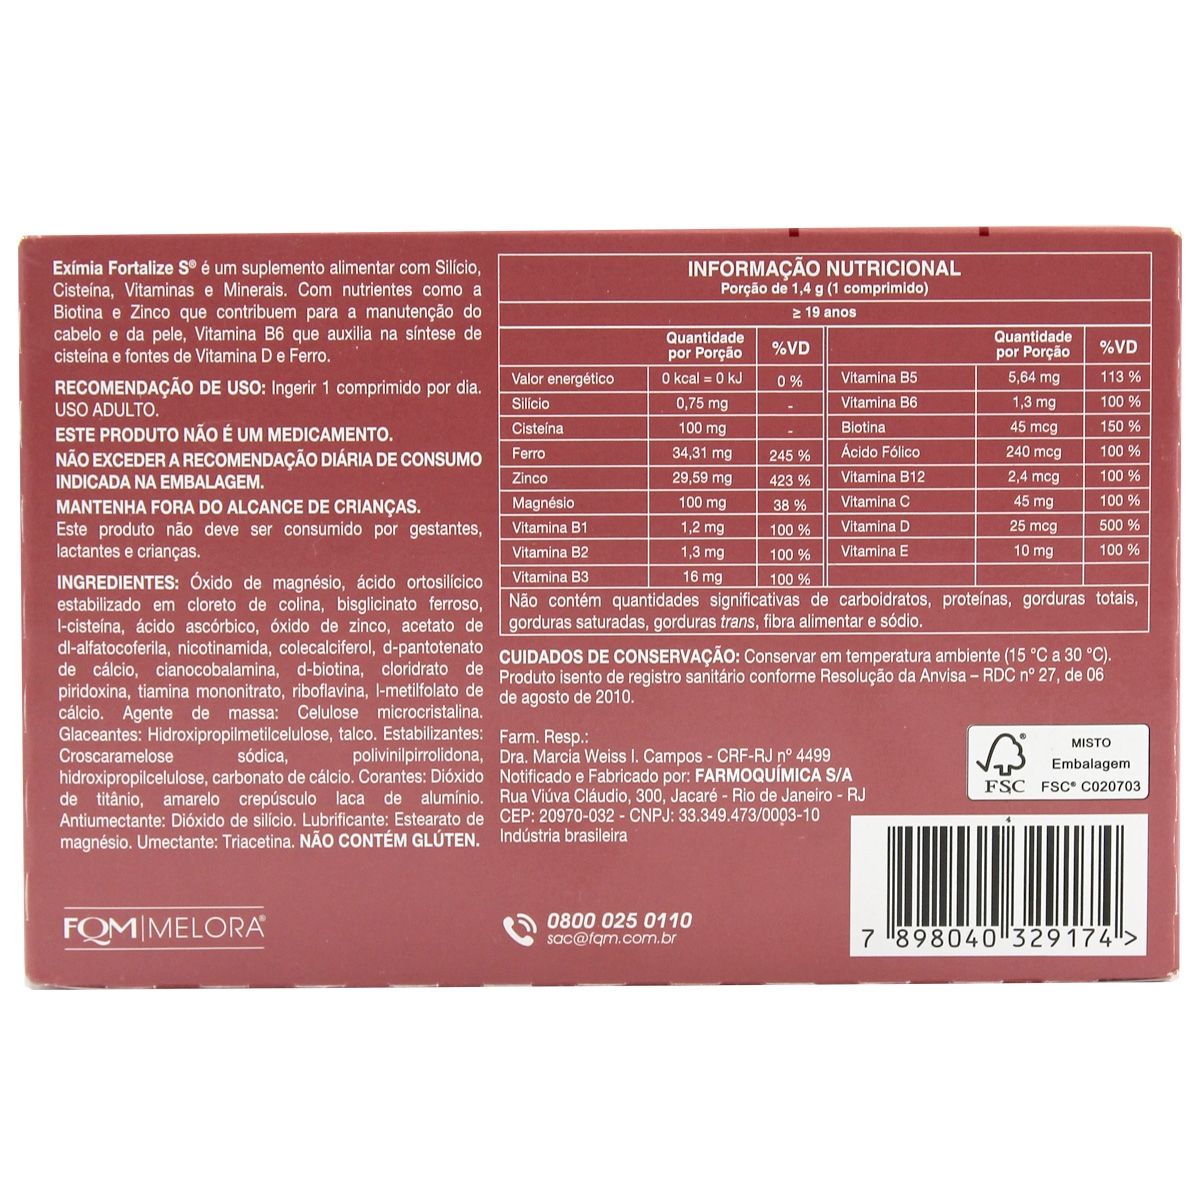 Exímia Fortalize S® é um suplemento alimentar com Silício,
Cisteína, Vitaminas e Minerais. Com nutrientes como a
Biotina e Zinco que contribuem para a manutenção do
cabelo e da pele, Vitamina B6 que auxilia na síntese de
cisteína e fontes de Vitamina D e Ferro.
RECOMENDAÇÃO DE USO: Ingerir 1 comprimido por dia.
USO ADULTO.
ESTE PRODUTO NÃO É UM MEDICAMENTO.
NÃO EXCEDER A RECOMENDAÇÃO DIÁRIA DE CONSUMO
INDICADA NA EMBALAGEM.
MANTENHA FORA DO ALCANCE DE CRIANÇAS.
Este produto não deve ser consumido por gestantes,
lactantes e crianças.
INGREDIENTES: Óxido de magnésio, ácido ortosilícico
estabilizado em cloreto de colina, bisglicinato ferroso,
l-cisteína, ácido ascórbico, óxido de zinco, acetato de
dl-alfatocoferila, nicotinamida, colecalciferol, d-pantotenato
de cálcio, cianocobalamina, d-biotina, cloridrato de
piridoxina, tiamina mononitrato, riboflavina, l-metilfolato de
cálcio. Agente de massa: Celulose microcristalina.
Glaceantes: Hidroxipropilmetilcelulose, talco. Estabilizantes:
Croscaramelose sódica, polivinilpirrolidona,
hidroxipropilcelulose, carbonato de cálcio. Corantes: Dióxido
de titânio, amarelo crepúsculo laca de alumínio.
Antiumectante: Dióxido de silício. Lubrificante: Estearato de
magnésio. Umectante: Triacetina. NÃO CONTÉM GLÚTEN.
FQM|MELORA®
INFORMAÇÃO NUTRICIONAL
Porção de 1,4 g (1 comprimido)
≥ 19 anos
Quantidade por Porção %VD Quantidade por Porção %VD
Valor energético 0 kcal = 0 kJ 0 % Vitamina B5 5,64 mg 113 %
Silício 0,75 mg - Vitamina B6 1,3 mg 100 %
Cisteína 100 mg - Biotina 45 mcg 150 %
Ferro 34,31 mg 245 % Ácido Fólico 240 mcg 100 %
Zinco 29,59 mg 423 % Vitamina B12 2,4 mcg 100 %
Magnésio 100 mg 38 % Vitamina C 45 mg 100 %
Vitamina B1 1,2 mg 100 % Vitamina D 25 mcg 500 %
Vitamina B2 1,3 mg 100 % Vitamina E 10 mg 100 %
Vitamina B3 16 mg 100 %
Não contém quantidades significativas de carboidratos, proteínas, gorduras totais,
gorduras saturadas, gorduras trans, fibra alimentar e sódio.
CUIDADOS DE CONSERVAÇÃO: Conservar em temperatura ambiente (15 °C a 30 °C).
Produto isento de registro sanitário conforme Resolução da Anvisa – RDC nº 27, de 06
de agosto de 2010.
Farm. Resp.:
Dra. Marcia Weiss I. Campos - CRF-RJ nº 4499
Notificado e Fabricado por: FARMOQUÍMICA S/A
Rua Viúva Cláudio, 300, Jacaré - Rio de Janeiro - RJ
CEP: 20970-032 - CNPJ: 33.349.473/0003-10
Indústria brasileira
0800 025 0110
sac@fqm.com.br
FSC
MISTO
Embalagem
FSC® C020703
4
7 898040 329174 >